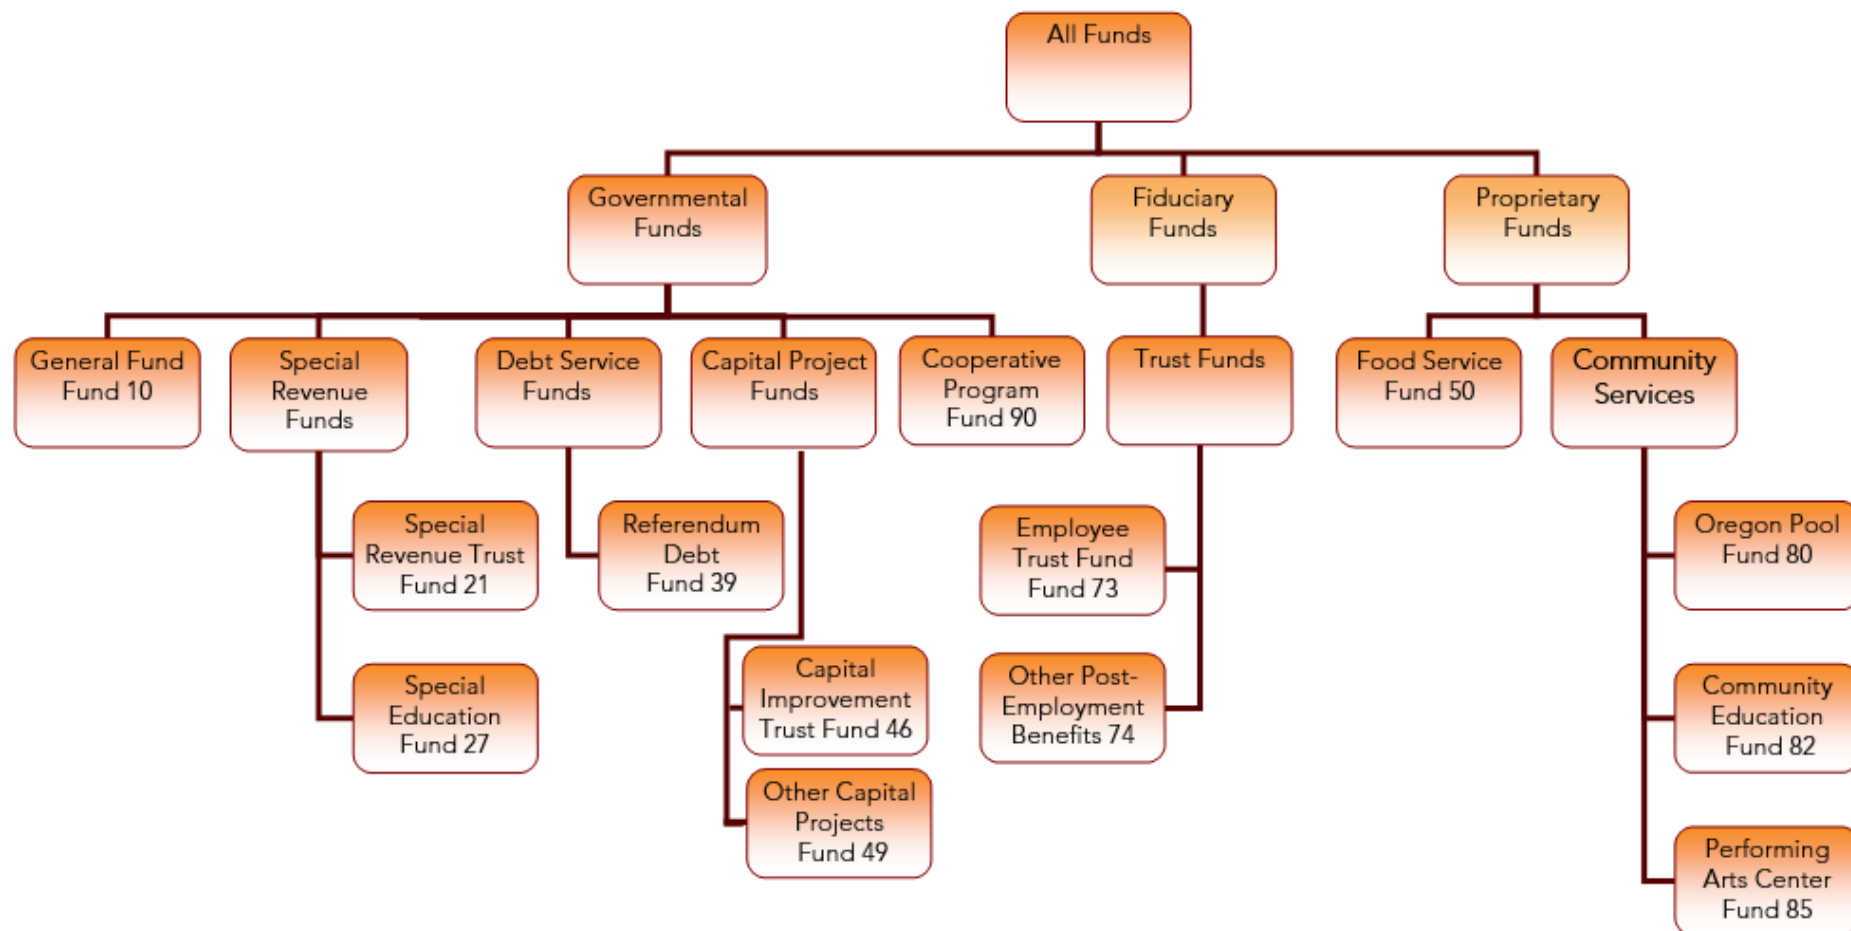 All Funds
Governmental
Funds
Fiduciary
Funds
Proprietary
Funds
General Fund
Fund 10
Special
Revenue
Funds
Debt Service
Funds
Capital Project
Funds
Cooperative
Program
Fund 90
Trust Funds
Food Service
Fund 50
Community
Services
Special
Revenue Trust
Fund 21
Referendum
Debt
Fund 39
Employee
Trust Fund
Fund 73
Oregon Pool
Fund 80
Special
Education
Fund 27
Capital
Improvement
Trust Fund 46
Other Post-
Employment
Benefits 74
Community
Education
Fund 82
Other Capital
Projects
Fund 49
Performing
Arts Center
Fund 85